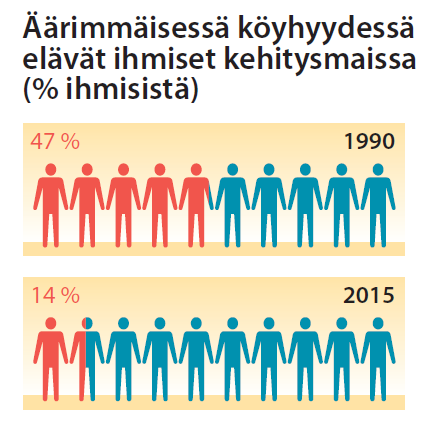 Äärimmäisessä köyhyydessä
elävät ihmiset kehitysmaissa
(% ihmisistä)
47 % 1990
14 % 2015